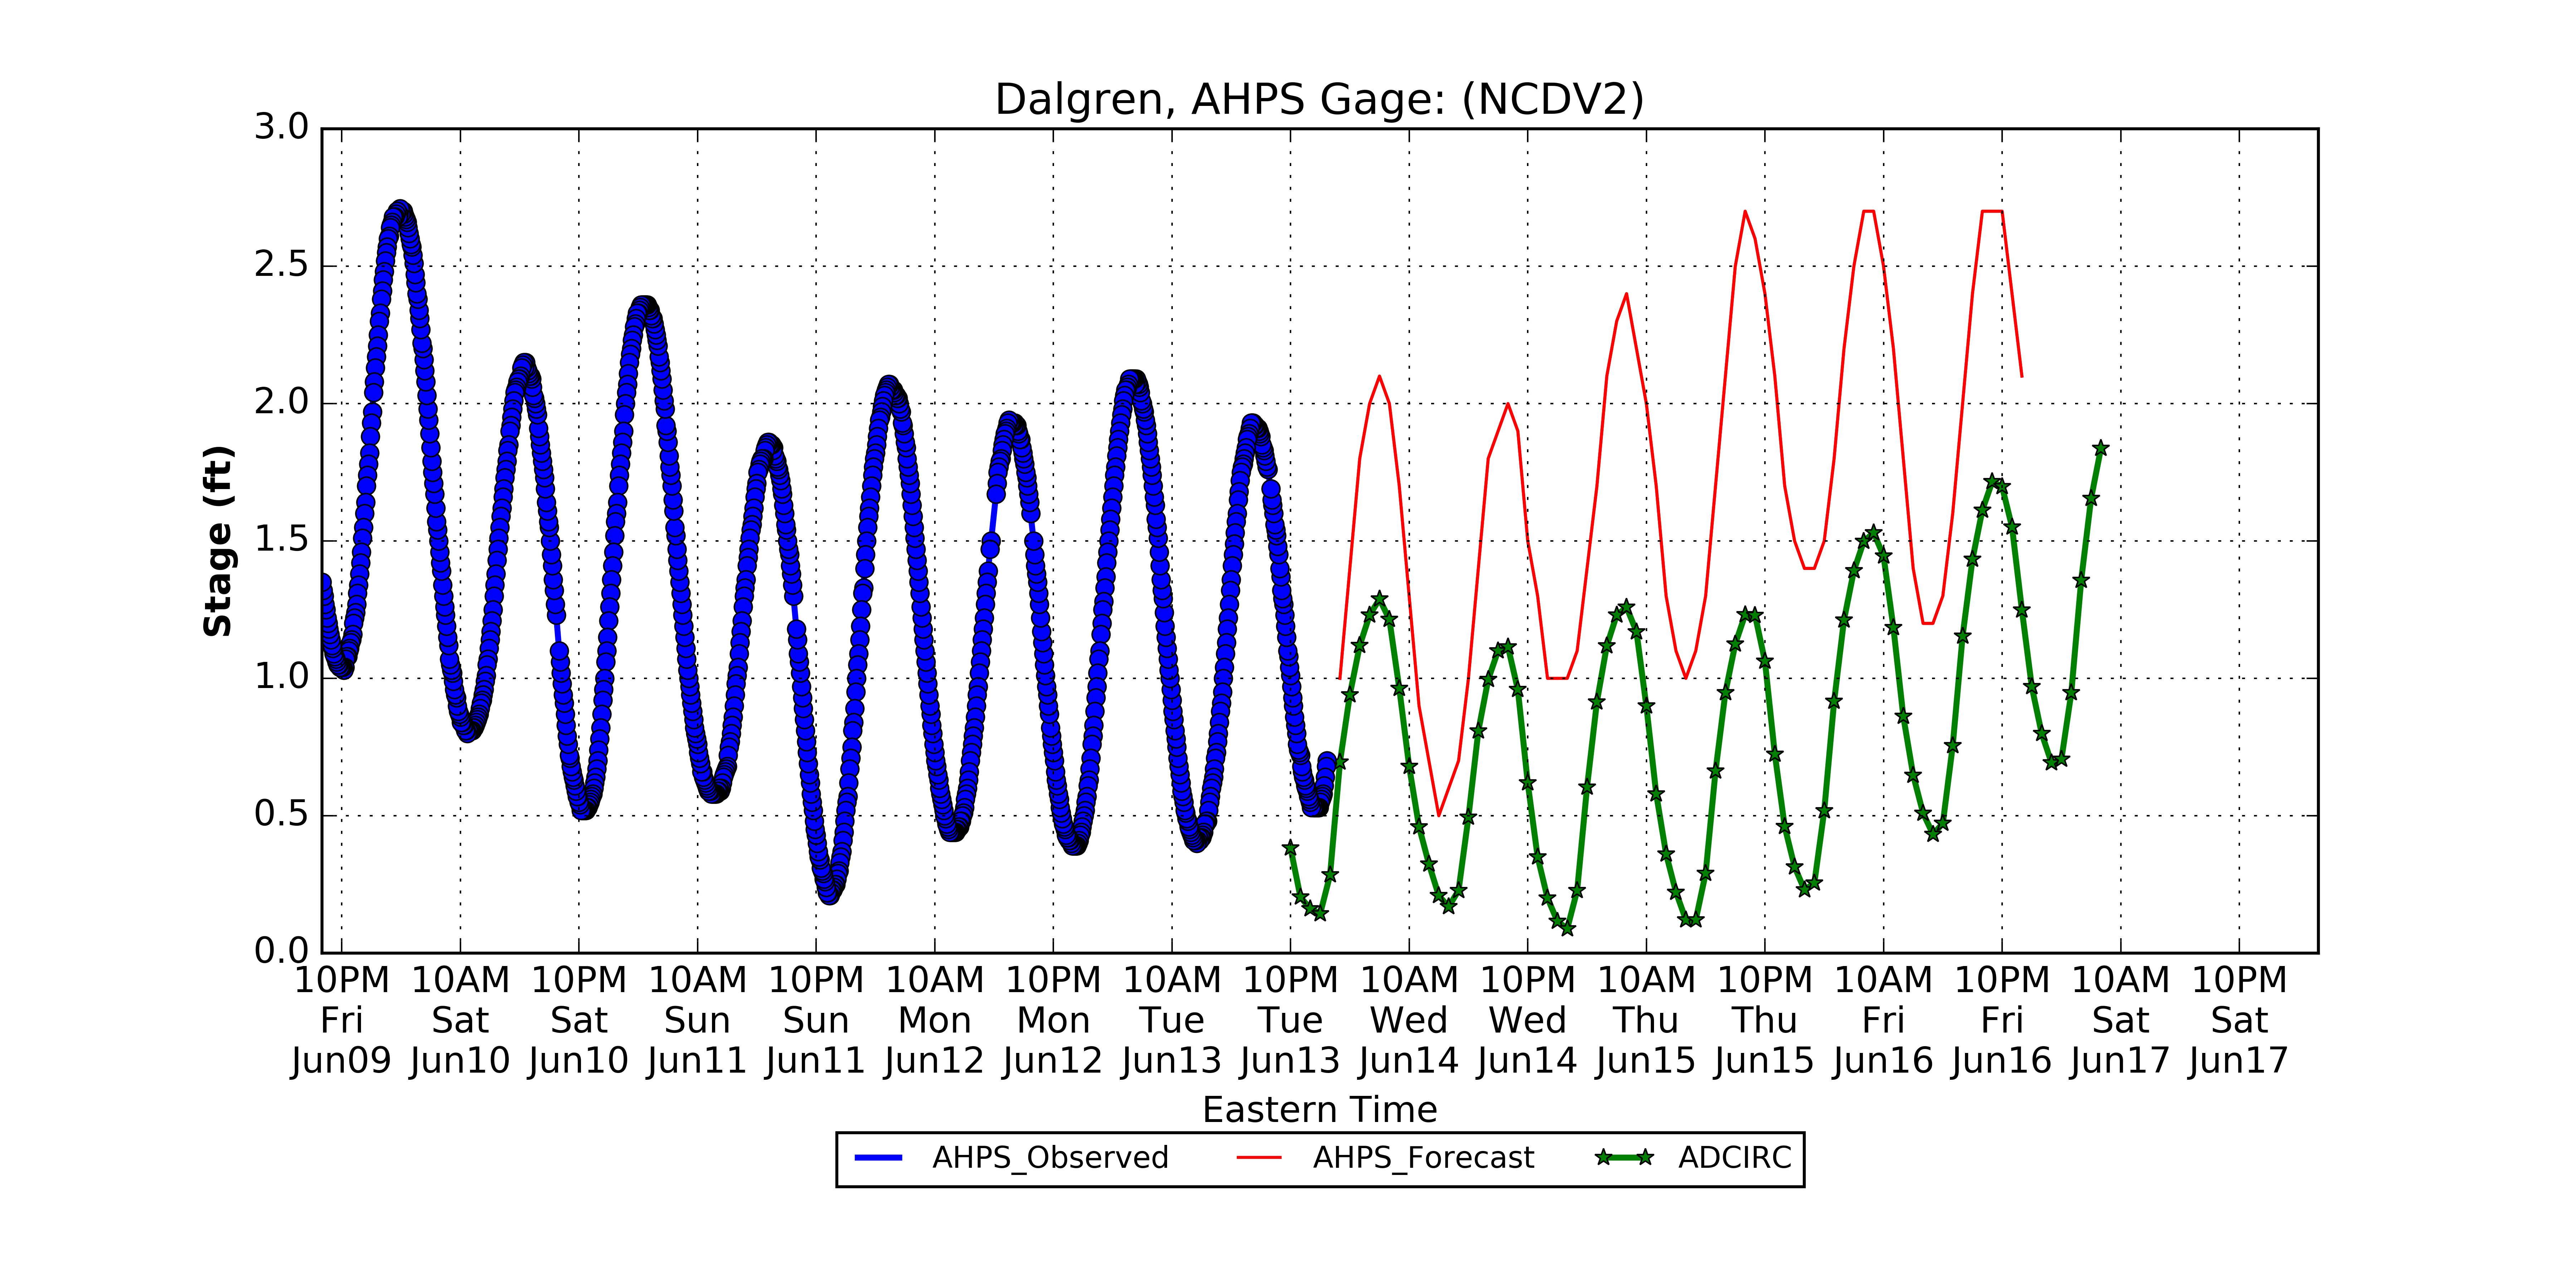 Dalgren, AHPS Gage: (NCDV2)
3.0
2.5
2.0
1.5
1.0
0.5
0.0
Stage (ft)
10PM 10AM 10PM 10AM 10PM 10AM 10PM 10AM 10PM 10AM 10PM 10AM 10PM 10AM 10PM 10AM 10PM
Fri Sat Sat Sun Sun Mon Mon Tue Tue Wed Wed Thu Thu Fri Fri Sat Sat
Jun09 Jun10 Jun10 Jun11 Jun11 Jun12 Jun12 Jun13 Jun13 Jun14 Jun14 Jun15 Jun15 Jun16 Jun16 Jun17 Jun17
Eastern Time
AHPS_Observed AHPS_Forecast ADCIRC